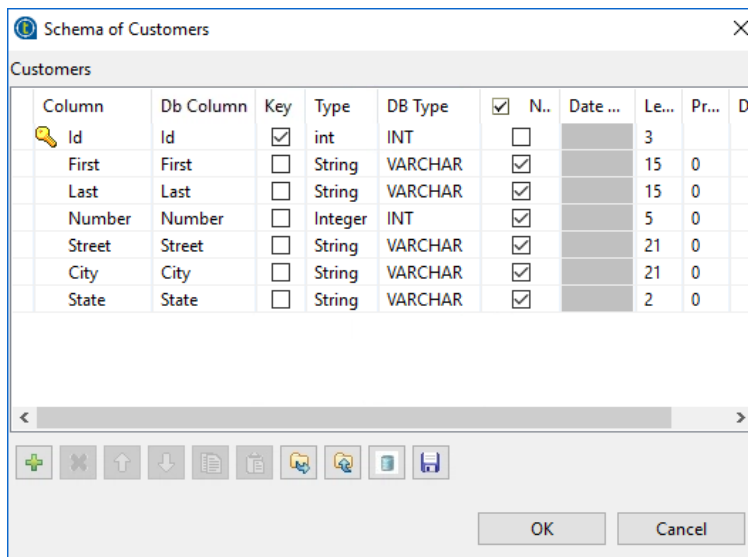 Schema of Customers
Customers
Column Db Column Key Type DB Type N.. Date ... Le... Pr... D
Id Id int INT 3
First First String VARCHAR 15 0
Last Last String VARCHAR 15 0
Number Number Integer INT 5 0
Street Street String VARCHAR 21 0
City City String VARCHAR 21 0
State State String VARCHAR 2 0
OK Cancel